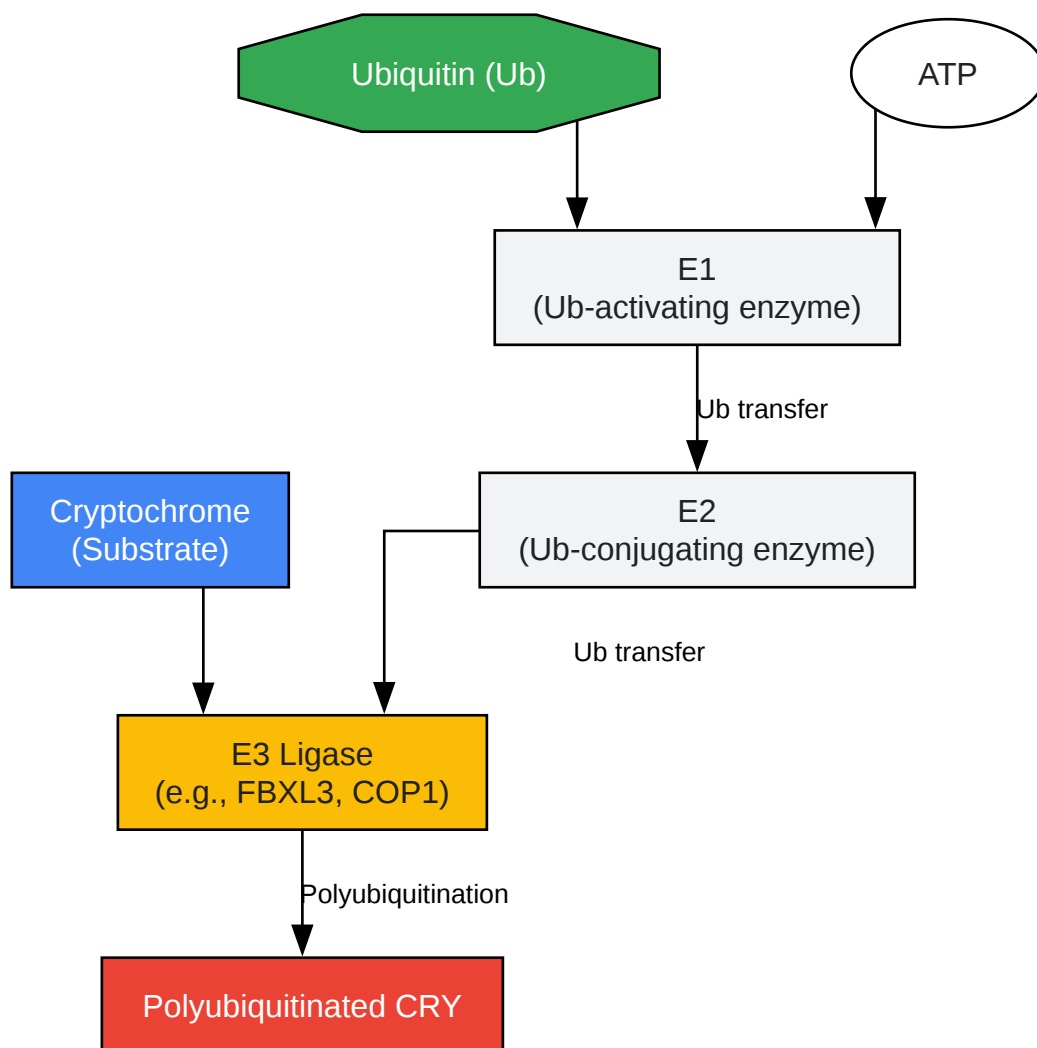 Ubiquitin (Ub)
ATP
E1
(Ub-activating enzyme)
Ub transfer
Cryptochrome
(Substrate)
E2
(Ub-conjugating enzyme)
Ub transfer
E3 Ligase
(e.g., FBXL3, COP1)
Polyubiquitination
Polyubiquitinated CRY